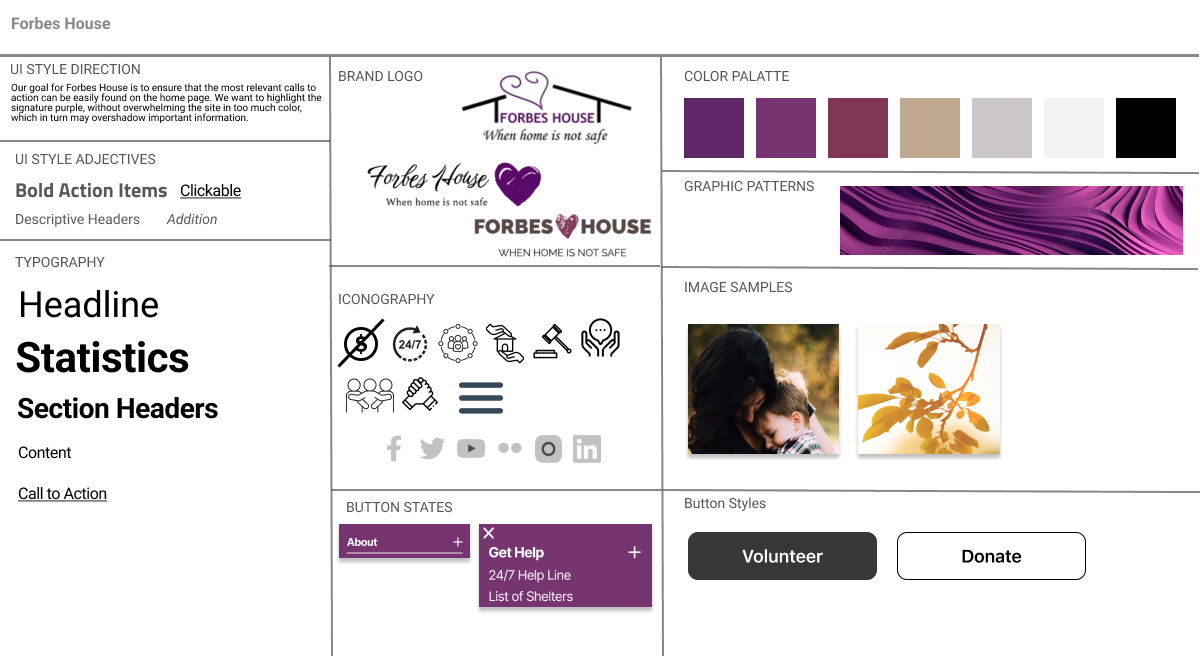 Forbes House
UI STYLE DIRECTION
Our goal for Forbes House is to ensure that the most relevant calls to
action can be easily found on the home page. We want to highlight the
signature purple, without overwhelming the site in too much color,
which in turn may overshadow important information.
UI STYLE ADJECTIVES
Bold Action Items Clickable
Descriptive Headers Addition
TYPOGRAPHY
Headline
Statistics
Section Headers
Content
Call to Action
BRAND LOGO
FORBES HOUSE
When home is not safe
Forbes House
When home is not safe
FORBES HOUSE
WHEN HOME IS NOT SAFE
ICONOGRAPHY
$
24/7
in
BUTTON STATES
About +
Get Help +
24/7 Help Line
List of Shelters
COLOR PALATTE
GRAPHIC PATTERNS
IMAGE SAMPLES
Button Styles
Volunteer
Donate